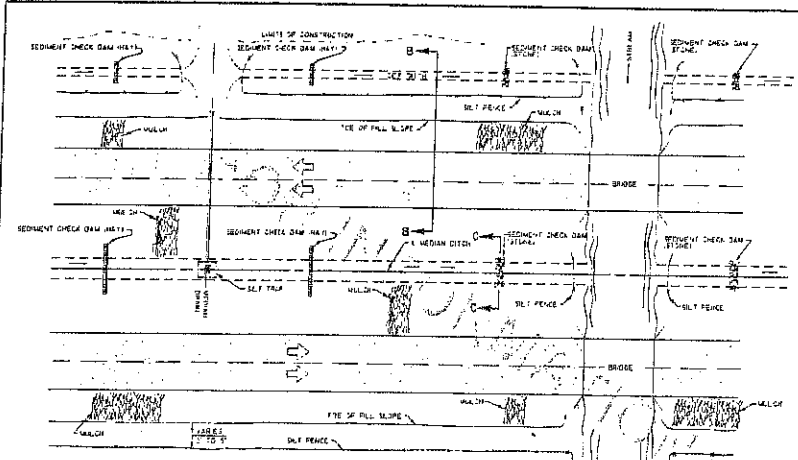 LIMITS OF CONSTRUCTION
SEDIMENT CHECK DAM (HAY)
SEDIMENT CHECK DAM (HAY)
B
SEDIMENT CHECK DAM
(STONE)
STREAM
SEDIMENT CHECK DAM
(STONE)
SILT FENCE
MULCH
TOE OF FILL SLOPE
MULCH
BRIDGE
MULCH
SEDIMENT CHECK DAM (HAY)
SEDIMENT CHECK DAM (HAY)
B
C
SEDIMENT CHECK DAM
(STONE)
SEDIMENT CHECK DAM
(STONE)
MEDIAN DITCH
SILT TRAP
MEDIAN
DRAIN
MULCH
C
SILT FENCE
SILT FENCE
BRIDGE
MULCH
MULCH
TOE OF FILL SLOPE
MULCH
VARIES
SILT FENCE